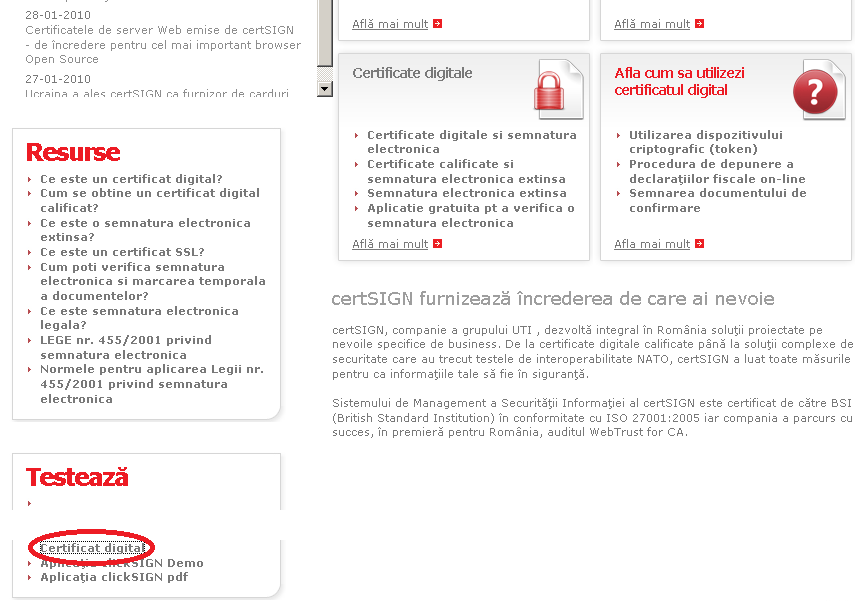 28-01-2010
Certificatele de server Web emise de certSIGN
- de încredere pentru cel mai important browser
Open Source
27-01-2010
Ucraina a ales certSIGN ca furnizor de carduri
Resurse
Ce este un certificat digital?
Cum se obtine un certificat digital
calificat?
Ce este o semnatura electronica
extinsa?
Ce este un certificat SSL?
Cum poti verifica semnatura
electronica si marcarea temporala
a documentelor?
Ce este semnatura electronica
legala?
LEGE nr. 455/2001 privind
semnatura electronica
Normele pentru aplicarea Legii nr.
455/2001 privind semnatura
electronica
Testează
Certificat digital
Aplicaţia clickSIGN Demo
Aplicaţia clickSIGN pdf
Află mai mult
Află mai mult
Certificate digitale
Certificate digitale si semnatura
electronica
Certificate calificate si
semnatura electronica extinsa
Semnatura electronica extinsa
Aplicatie gratuita pt a verifica o
semnatura electronica
Află mai mult
Afla cum sa utilizezi
certificatul digital
?
Utilizarea dispozitivului
criptografic (token)
Procedura de depunere a
declaraţiilor fiscale on-line
Semnarea documentului de
confirmare
Afla mai mult
certSIGN furnizează încrederea de care ai nevoie
certSIGN, companie a grupului UTI , dezvoltă integral în România soluţii proiectate pe
nevoile specifice de business. De la certificate digitale calificate până la soluţii complexe de
securitate care au trecut testele de interoperabilitate NATO, certSIGN a luat toate măsurile
pentru ca informaţiile tale să fie în siguranţă.
Sistemului de Management a Securităţii Informaţiei al certSIGN este certificat de către BSI
(British Standard Institution) în conformitate cu ISO 27001:2005 iar compania a parcurs cu
succes, în premieră pentru România, auditul WebTrust for CA.